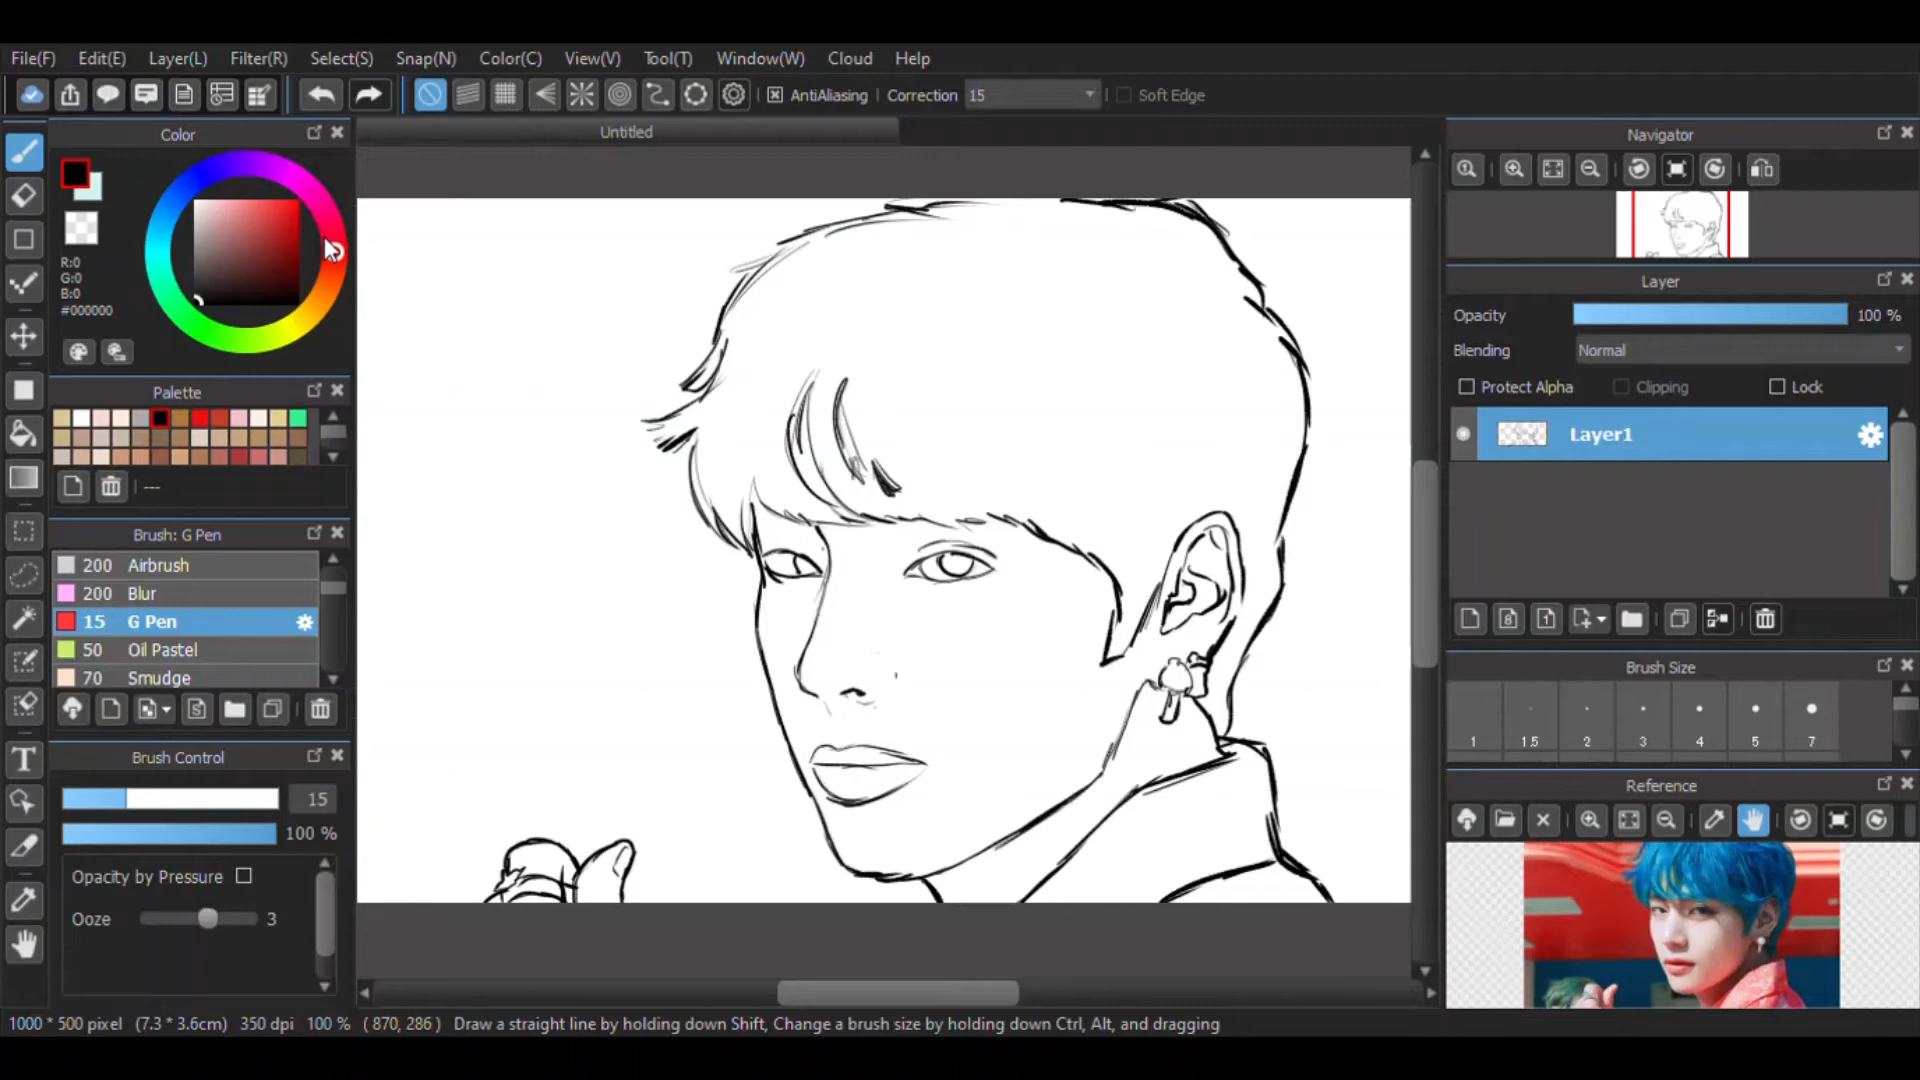 File(F) Edit(E) Layer(L) Filter(R) Select(S) Snap(N) Color(C) View(V) Tool(T) Window(W) Cloud Help
AntiAliasing Correction 15 Soft Edge
Color
R:0
G:0
B:0
#000000
Palette
---
Brush: G Pen
200 Airbrush
200 Blur
15 G Pen
50 Oil Pastel
70 Smudge
Brush Control
15
100 %
Opacity by Pressure
Ooze 3
Untitled
Navigator
Layer
Opacity 100 %
Blending Normal
Protect Alpha Clipping Lock
Layer1
8 1
Brush Size
1 1.5 2 3 4 5 7
Reference
1000 * 500 pixel (7.3 * 3.6cm) 350 dpi 100 % ( 870, 286 ) Draw a straight line by holding down Shift, Change a brush size by holding down Ctrl, Alt, and dragging